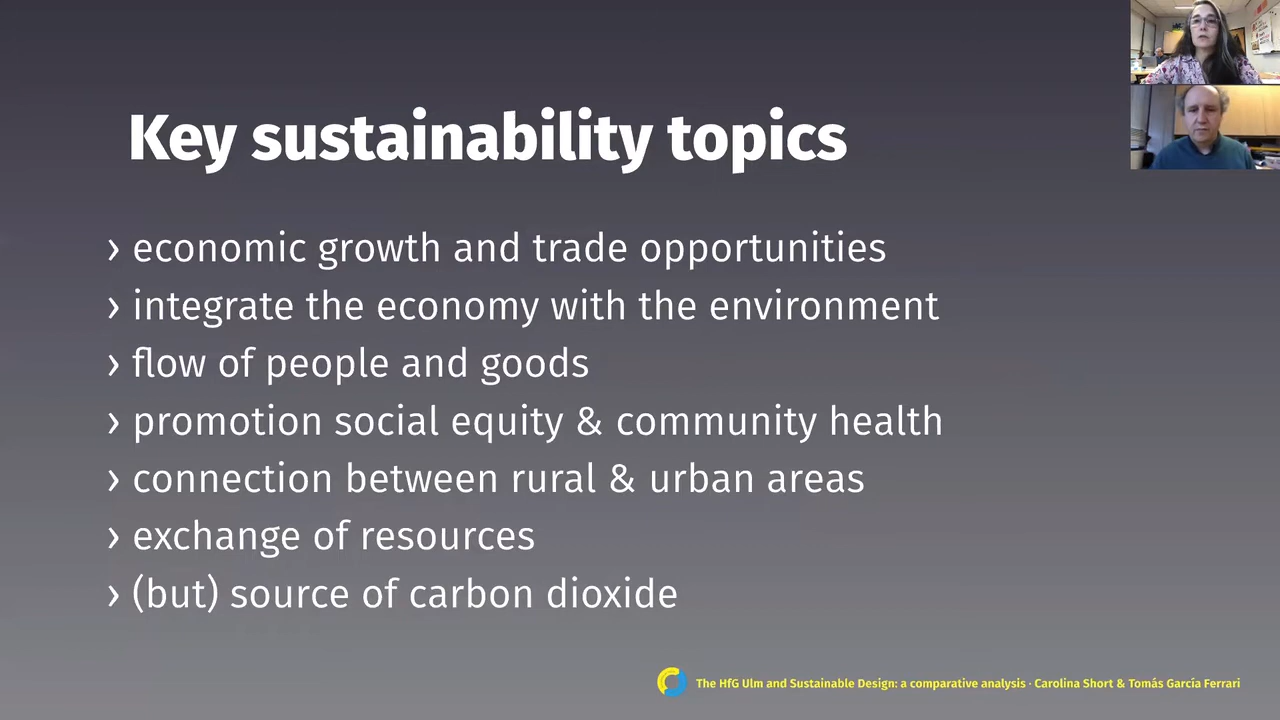 Key sustainability topics
› economic growth and trade opportunities
› integrate the economy with the environment
› flow of people and goods
› promotion social equity & community health
› connection between rural & urban areas
› exchange of resources
› (but) source of carbon dioxide
The HfG Ulm and Sustainable Design: a comparative analysis · Carolina Short & Tomás García Ferrari